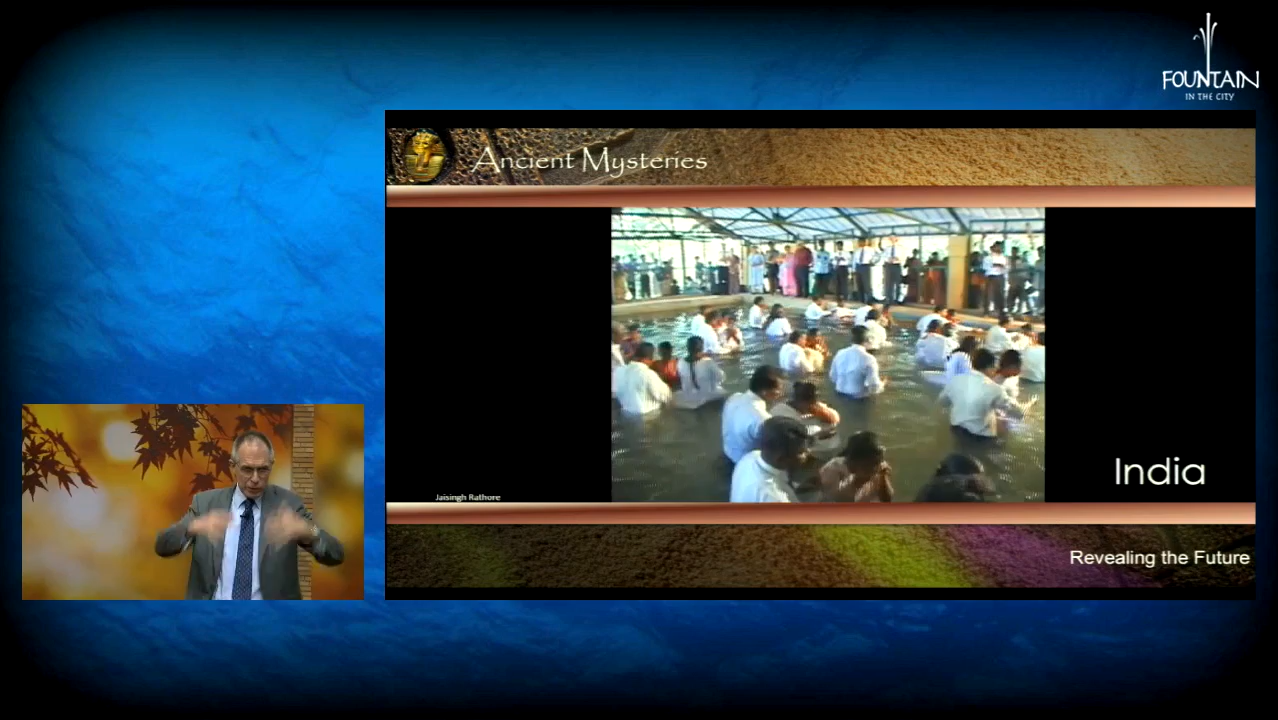 FOUNTAIN
IN THE CITY
Ancient Mysteries
India
Jaisingh Rathore
Revealing the Future